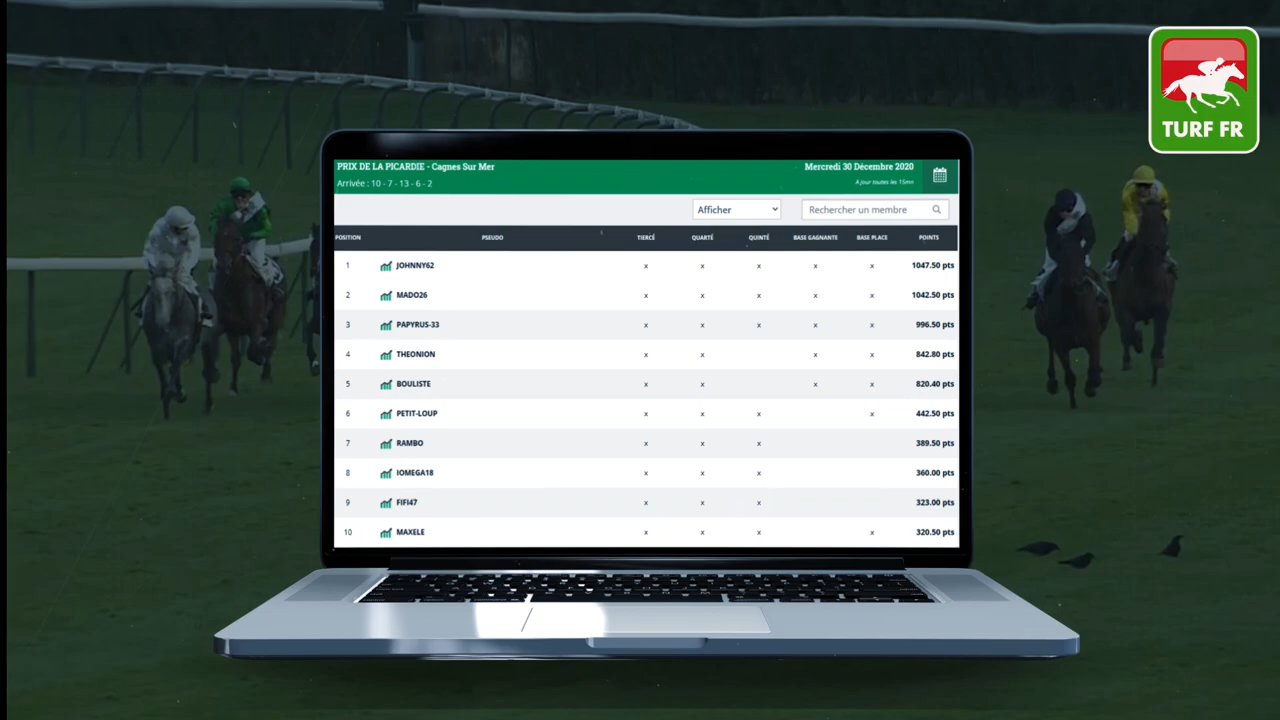 TURF FR
PRIX DE LA PICARDIE - Cagnes Sur Mer
Mercredi 30 Décembre 2020
Arrivée : 10 - 7 - 13 - 6 - 2
A jour toutes les 15mn
Afficher
Rechercher un membre
POSITION PSEUDO TIERCÉ QUARTÉ QUINTÉ BASE GAGNANTE BASE PLACE POINTS
1 JOHNNY62 x x x x x 1047.50 pts
2 MADO26 x x x x x 1042.50 pts
3 PAPYRUS-33 x x x x x 996.50 pts
4 THEONION x x x x 842.80 pts
5 BOULISTE x x x x 820.40 pts
6 PETIT-LOUP x x x x 442.50 pts
7 RAMBO x x x 389.50 pts
8 IOMEGA18 x x x 360.00 pts
9 FIFI47 x x x 323.00 pts
10 MAXELE x x x 320.50 pts